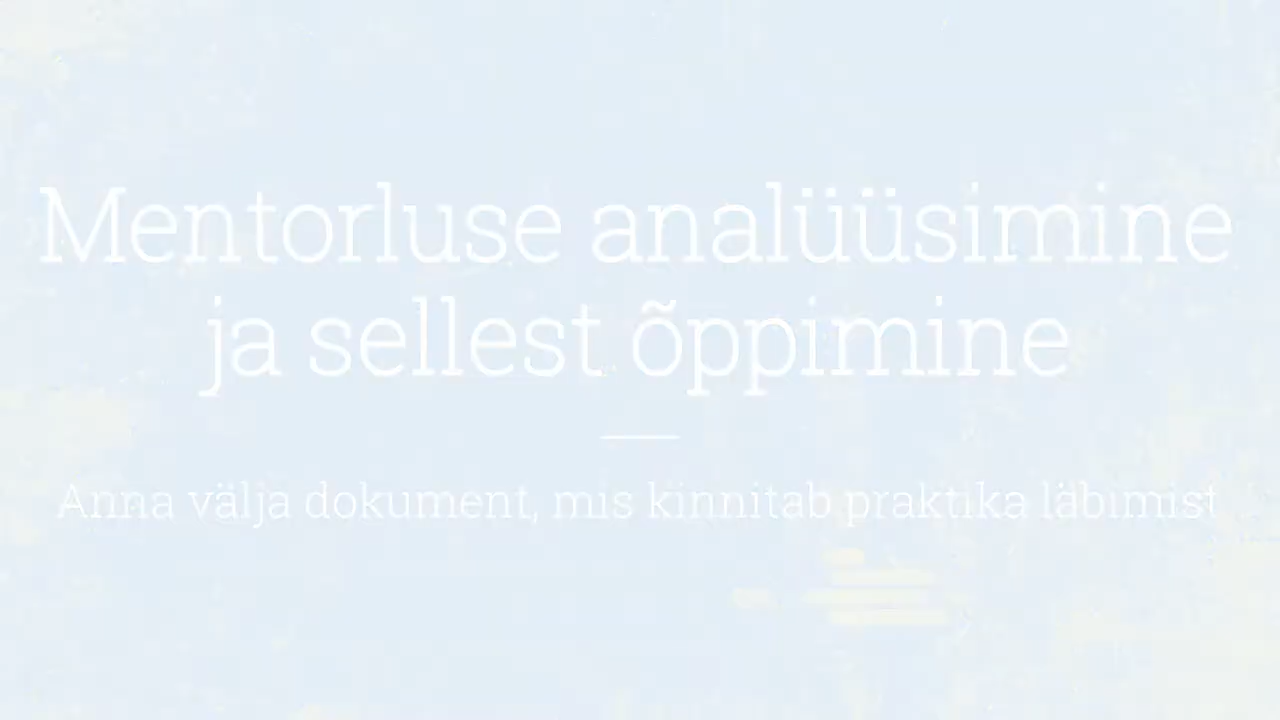 Mentorluse analüüsimine
ja sellest õppimine
Anna välja dokument, mis kinnitab praktika läbimist